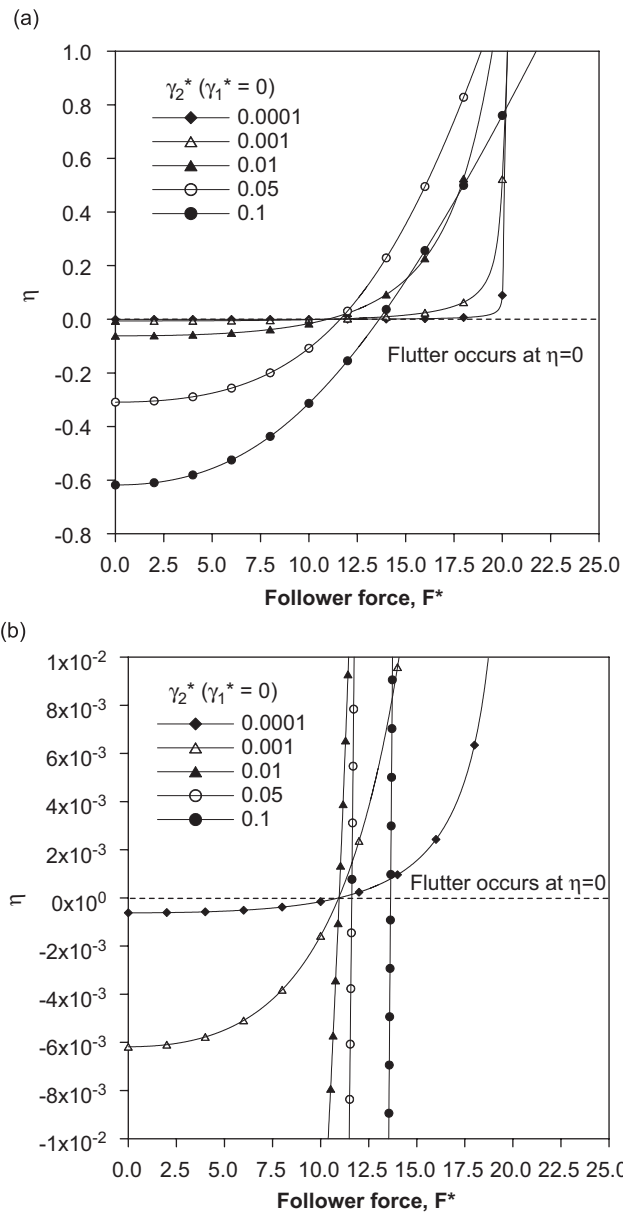 (a)
1.0
0.8
0.6
0.4
0.2
0.0
-0.2
-0.4
-0.6
-0.8
η
γ₂* (γ₁* = 0)
0.0001
0.001
0.01
0.05
0.1
Flutter occurs at η=0
0.0 2.5 5.0 7.5 10.0 12.5 15.0 17.5 20.0 22.5 25.0
Follower force, F*
(b)
1x10⁻²
8x10⁻³
6x10⁻³
4x10⁻³
2x10⁻³
0x10⁰
-2x10⁻³
-4x10⁻³
-6x10⁻³
-8x10⁻³
-1x10⁻²
η
γ₂* (γ₁* = 0)
0.0001
0.001
0.01
0.05
0.1
Flutter occurs at η=0
0.0 2.5 5.0 7.5 10.0 12.5 15.0 17.5 20.0 22.5 25.0
Follower force, F*